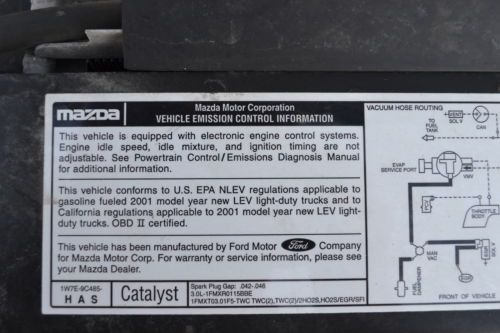 mazda
Mazda Motor Corporation
VEHICLE EMISSION CONTROL INFORMATION
This vehicle is equipped with electronic engine control systems.
Engine idle speed, idle mixture, and ignition timing are not
adjustable. See Powertrain Control/Emissions Diagnosis Manual
for additional information.
This vehicle conforms to U.S. EPA NLEV regulations applicable to
gasoline fueled 2001 model year new LEV light-duty trucks and to
California regulations applicable to 2001 model year new LEV light-
duty trucks. OBD II certified.
This vehicle has been manufactured by Ford Motor Ford Company
for Mazda Motor Corp. For warranty or service information, please see
your Mazda Dealer.
1W7E-9C485-
HAS
Catalyst
Spark Plug Gap: .042-.046
3.0L-1FMXR0115BBE
1FMXT03.01F5-TWC TWC(2),TWC(2)/2HO2S,HO2S/EGR/SFI
VACUUM HOSE ROUTING
TO
FUEL
TANK
VENT
SOL V
CAN
EVAP
SERVICE PORT
VMV
THROTTLE
BODY
MAN
VAC
FUEL
DAMPENER
FRONT OF VEHICLE